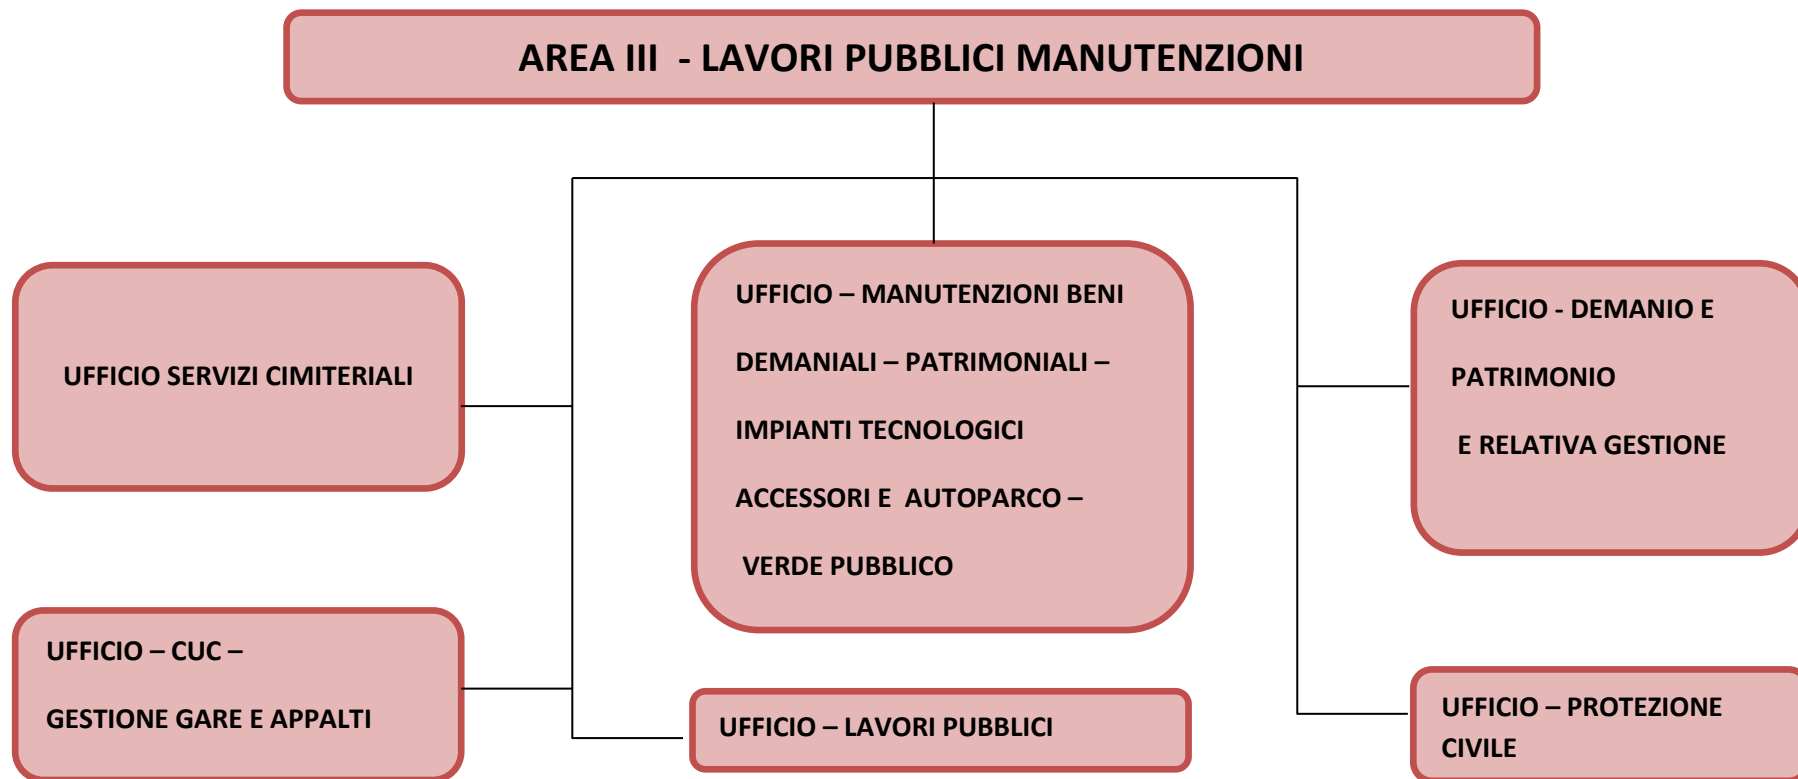 AREA III - LAVORI PUBBLICI MANUTENZIONI
UFFICIO SERVIZI CIMITERIALI
UFFICIO – MANUTENZIONI BENI
DEMANIALI – PATRIMONIALI –
IMPIANTI TECNOLOGICI
ACCESSORI E AUTOPARCO –
VERDE PUBBLICO
UFFICIO - DEMANIO E
PATRIMONIO
E RELATIVA GESTIONE
UFFICIO – CUC –
GESTIONE GARE E APPALTI
UFFICIO – LAVORI PUBBLICI
UFFICIO – PROTEZIONE
CIVILE